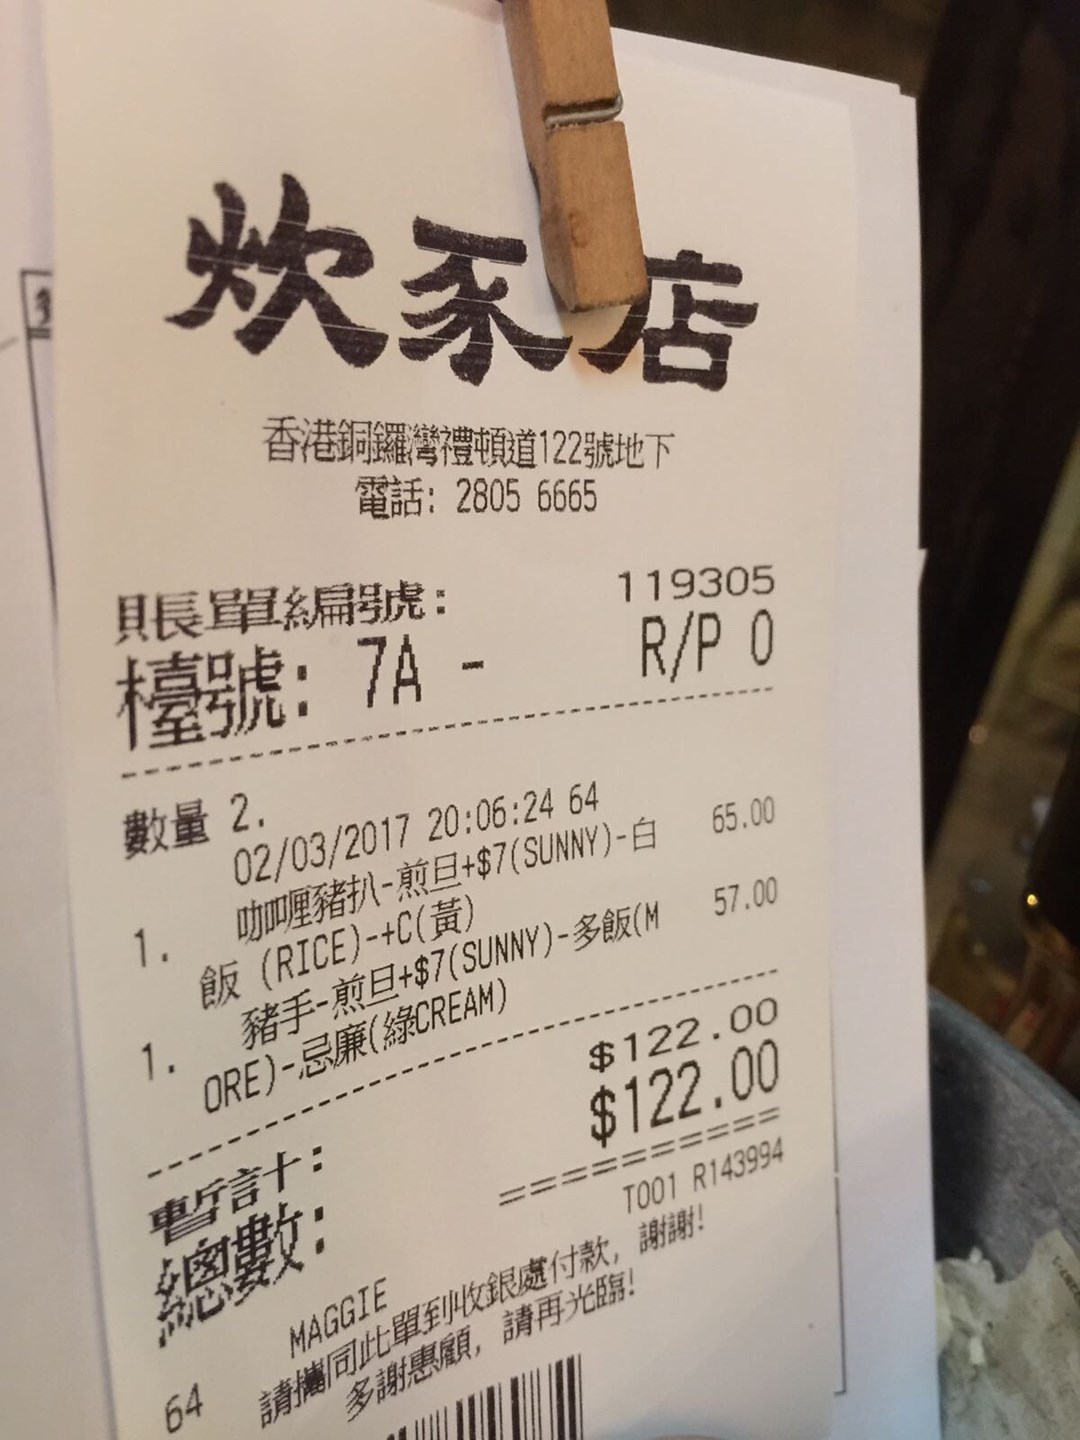 炊家店
香港銅鑼灣禮頓道122號地下
電話: 2805 6665
賬單編號: 119305
檯號: 7A - R/P 0
數量 2.
02/03/2017 20:06:24 64
1. 咖喱豬扒-煎旦+$7(SUNNY)-白 65.00
飯 (RICE)-+C(黃)
1. 豬手-煎旦+$7(SUNNY)-多飯(M 57.00
ORE)-忌廉(綠CREAM)
暫計: $122.00
總數: $122.00
T001 R143994
MAGGIE
64 請攜同此單到收銀處付款, 謝謝!
多謝惠顧, 請再光臨!